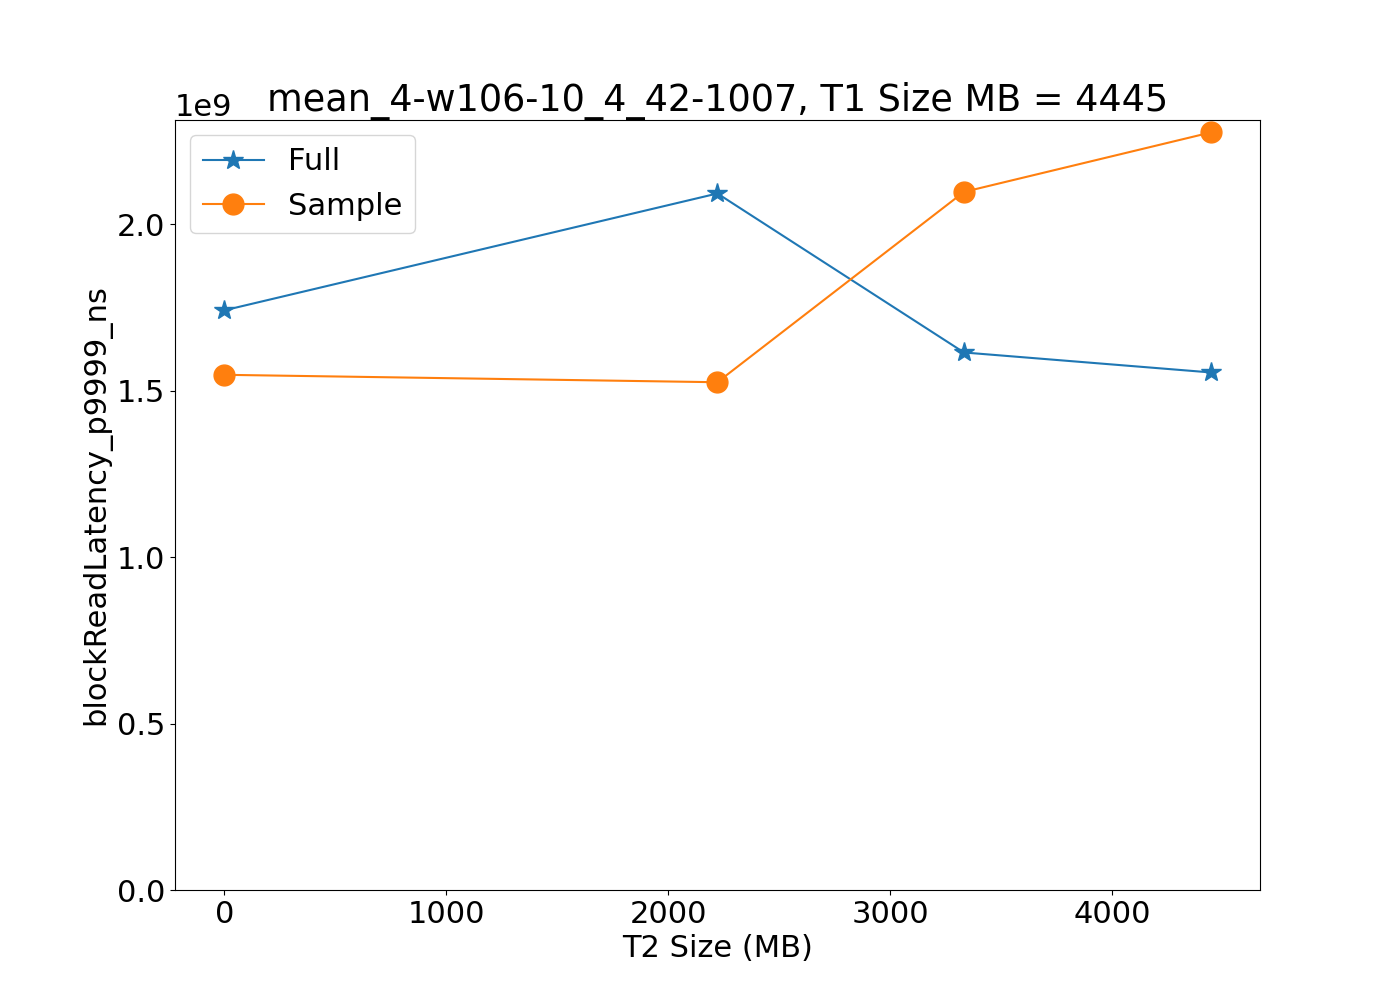 mean_4-w106-10_4_42-1007, T1 Size MB = 4445
1e9
Full
Sample
2.0
1.5
1.0
0.5
0.0
blockReadLatency_p9999_ns
0 1000 2000 3000 4000
T2 Size (MB)